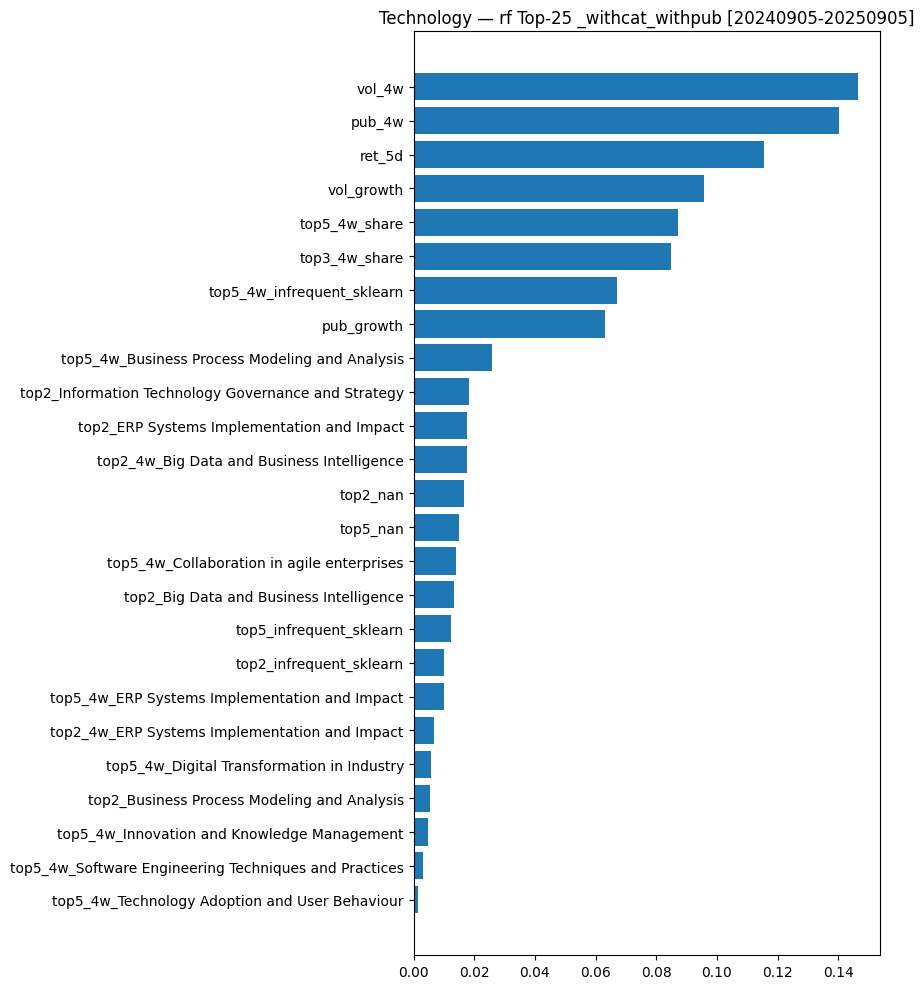 Technology — rf Top-25 _withcat_withpub [20240905-20250905]
vol_4w
pub_4w
ret_5d
vol_growth
top5_4w_share
top3_4w_share
top5_4w_infrequent_sklearn
pub_growth
top5_4w_Business Process Modeling and Analysis
top2_Information Technology Governance and Strategy
top2_ERP Systems Implementation and Impact
top2_4w_Big Data and Business Intelligence
top2_nan
top5_nan
top5_4w_Collaboration in agile enterprises
top2_Big Data and Business Intelligence
top5_infrequent_sklearn
top2_infrequent_sklearn
top5_4w_ERP Systems Implementation and Impact
top2_4w_ERP Systems Implementation and Impact
top5_4w_Digital Transformation in Industry
top2_Business Process Modeling and Analysis
top5_4w_Innovation and Knowledge Management
top5_4w_Software Engineering Techniques and Practices
top5_4w_Technology Adoption and User Behaviour
0.00 0.02 0.04 0.06 0.08 0.10 0.12 0.14